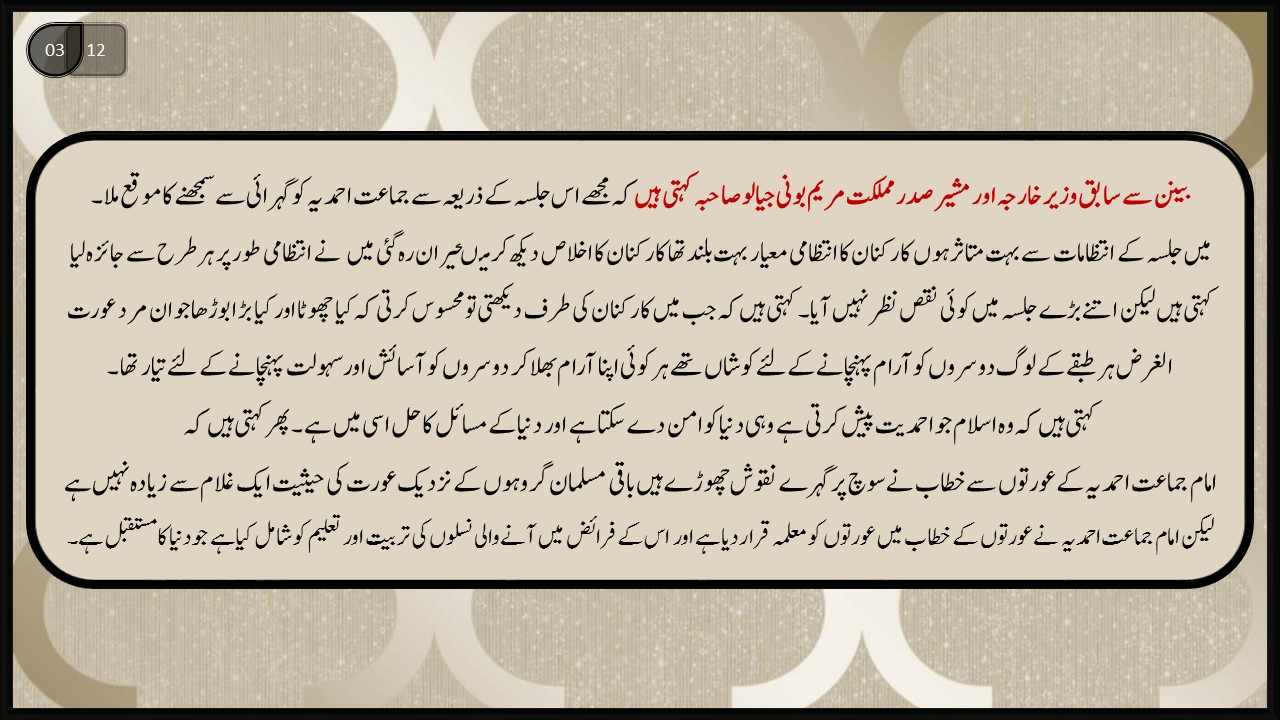 03 12
بینن سے سابق وزیر خارجہ اور مشیر صدر مملکت مریم بونی جیالو صاحبہ کہتی ہیں کہ مجھے اس جلسہ کے ذریعہ سے جماعت احمدیہ کو گہرائی سے سمجھنے کا موقع ملا۔
میں جلسہ کے انتظامات سے بہت متاثر ہوں کارکنان کا انتظامی معیار بہت بلند تھا کارکنان کا اخلاص دیکھ کر میں حیران رہ گئی میں نے انتظامی طور پر ہر طرح سے جائزہ لیا
کہتی ہیں لیکن اتنے بڑے جلسہ میں کوئی نقص نظر نہیں آیا۔ کہتی ہیں کہ جب میں کارکنان کی طرف دیکھتی تو محسوس کرتی کہ کیا چھوٹا اور کیا بڑا بوڑھا جوان مرد عورت
الغرض ہر طبقے کے لوگ دوسروں کو آرام پہنچانے کے لئے کوشاں تھے ہر کوئی اپنا آرام بھلا کر دوسروں کو آسائش اور سہولت پہنچانے کے لئے تیار تھا۔
کہتی ہیں کہ وہ اسلام جو احمدیت پیش کرتی ہے وہی دنیا کو امن دے سکتا ہے اور دنیا کے مسائل کا حل اسی میں ہے۔ پھر کہتی ہیں کہ
امام جماعت احمدیہ کے عورتوں سے خطاب نے سوچ پر گہرے نقوش چھوڑے ہیں باقی مسلمان گروہوں کے نزدیک عورت کی حیثیت ایک غلام سے زیادہ نہیں ہے
لیکن امام جماعت احمدیہ نے عورتوں کے خطاب میں عورتوں کو معلمہ قرار دیا ہے اور اس کے فرائض میں آنے والی نسلوں کی تربیت اور تعلیم کو شامل کیا ہے جو دنیا کا مستقبل ہے۔